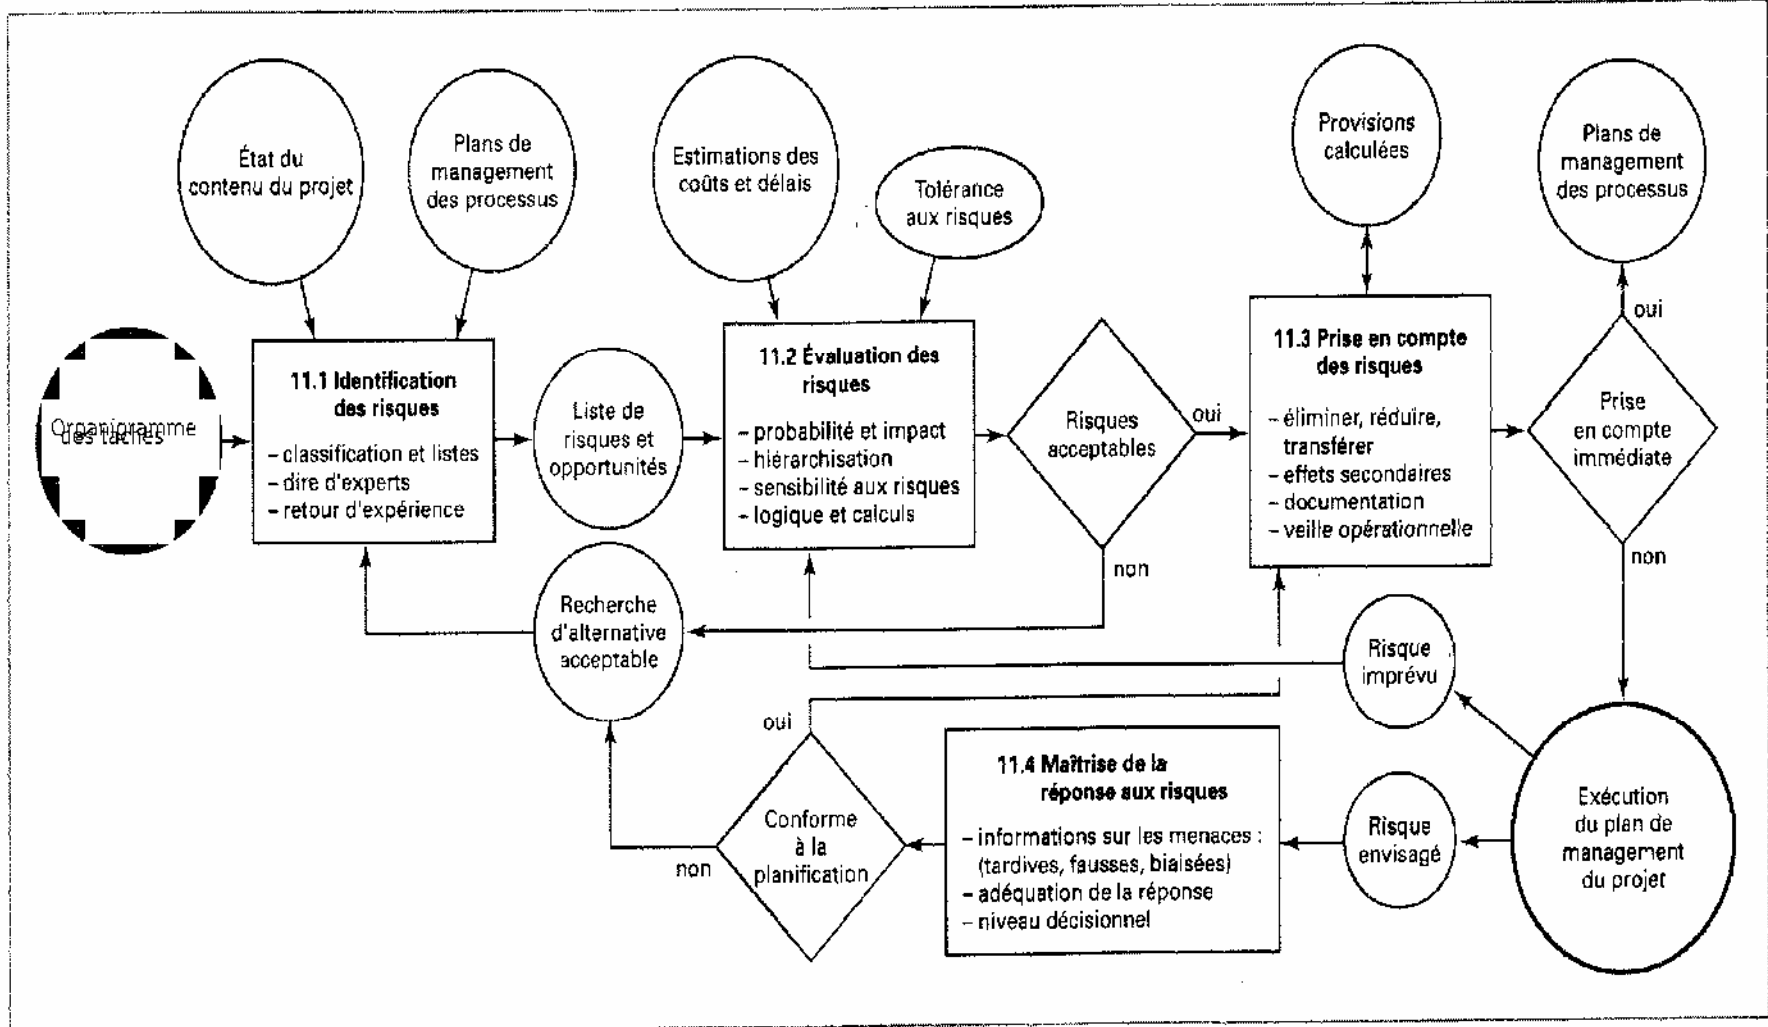 État du
contenu du projet
Plans de
management
des processus
Estimations des
coûts et délais
Tolérance
aux risques
Provisions
calculées
Plans de
management
des processus
oui
Organigramme
des tâches
11.1 Identification
des risques
– classification et listes
– dire d'experts
– retour d'expérience
Liste de
risques et
opportunités
11.2 Évaluation des
risques
– probabilité et impact
– hiérarchisation
– sensibilité aux risques
– logique et calculs
Risques
acceptables
oui
non
11.3 Prise en compte
des risques
– éliminer, réduire,
transférer
– effets secondaires
– documentation
– veille opérationnelle
Prise
en compte
immédiate
non
Recherche
d'alternative
acceptable
Risque
imprévu
oui
Conforme
à la
planification
non
11.4 Maîtrise de la
réponse aux risques
– informations sur les menaces :
(tardives, fausses, biaisées)
– adéquation de la réponse
– niveau décisionnel
Risque
envisagé
Exécution
du plan de
management
du projet